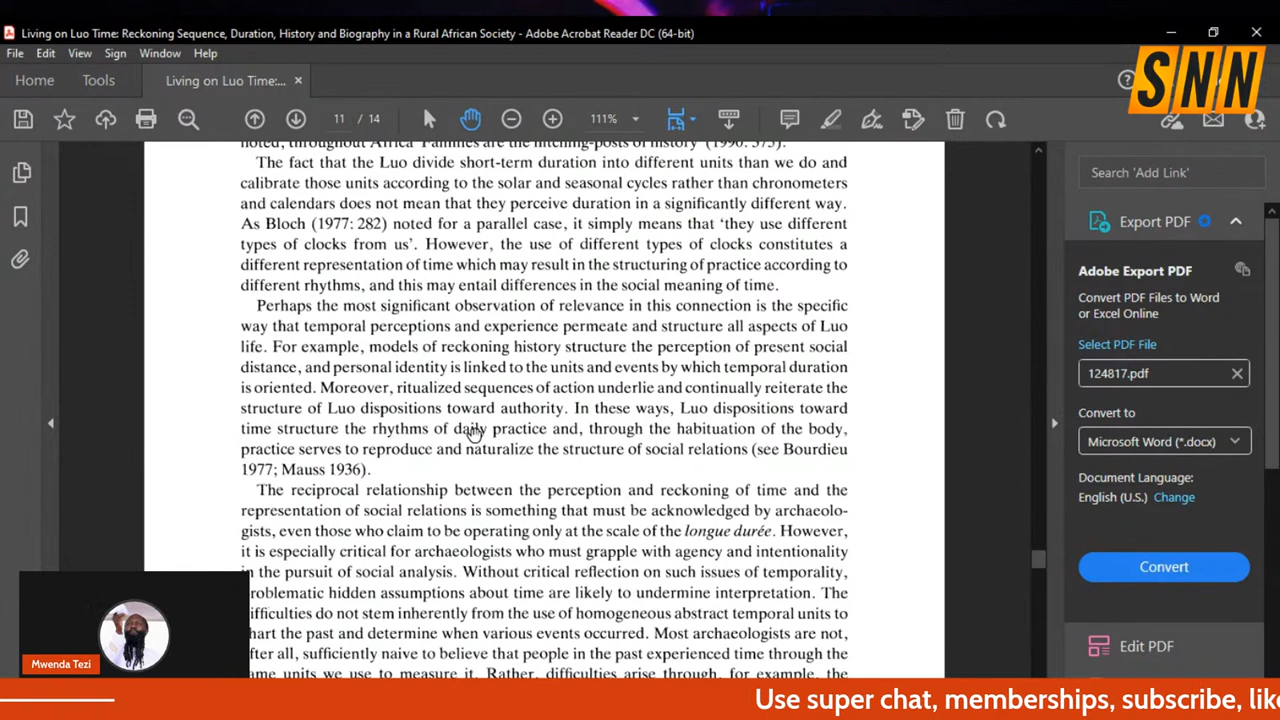 Living on Luo Time: Reckoning Sequence, Duration, History and Biography in a Rural African Society - Adobe Acrobat Reader DC (64-bit)
File Edit View Sign Window Help
Home Tools Living on Luo Time:... ×
SNN
11 / 14 111%
noted, throughout Africa 'Families are the hitching-posts of history' (1990: 375).
The fact that the Luo divide short-term duration into different units than we do and
calibrate those units according to the solar and seasonal cycles rather than chronometers
and calendars does not mean that they perceive duration in a significantly different way.
As Bloch (1977: 282) noted for a parallel case, it simply means that 'they use different
types of clocks from us'. However, the use of different types of clocks constitutes a
different representation of time which may result in the structuring of practice according to
different rhythms, and this may entail differences in the social meaning of time.
Perhaps the most significant observation of relevance in this connection is the specific
way that temporal perceptions and experience permeate and structure all aspects of Luo
life. For example, models of reckoning history structure the perception of present social
distance, and personal identity is linked to the units and events by which temporal duration
is oriented. Moreover, ritualized sequences of action underlie and continually reiterate the
structure of Luo dispositions toward authority. In these ways, Luo dispositions toward
time structure the rhythms of daily practice and, through the habituation of the body,
practice serves to reproduce and naturalize the structure of social relations (see Bourdieu
1977; Mauss 1936).
The reciprocal relationship between the perception and reckoning of time and the
representation of social relations is something that must be acknowledged by archaeolo-
gists, even those who claim to be operating only at the scale of the longue durée. However,
it is especially critical for archaeologists who must grapple with agency and intentionality
in the pursuit of social analysis. Without critical reflection on such issues of temporality,
problematic hidden assumptions about time are likely to undermine interpretation. The
difficulties do not stem inherently from the use of homogeneous abstract temporal units to
chart the past and determine when various events occurred. Most archaeologists are not,
after all, sufficiently naive to believe that people in the past experienced time through the
same units we use to measure it. Rather, difficulties arise through, for example, the
Search 'Add Link'
Export PDF
Adobe Export PDF
Convert PDF Files to Word
or Excel Online
Select PDF File
124817.pdf ×
Convert to
Microsoft Word (*.docx)
Document Language:
English (U.S.) Change
Convert
Edit PDF
Mwenda Tezi
Use super chat, memberships, subscribe, lik